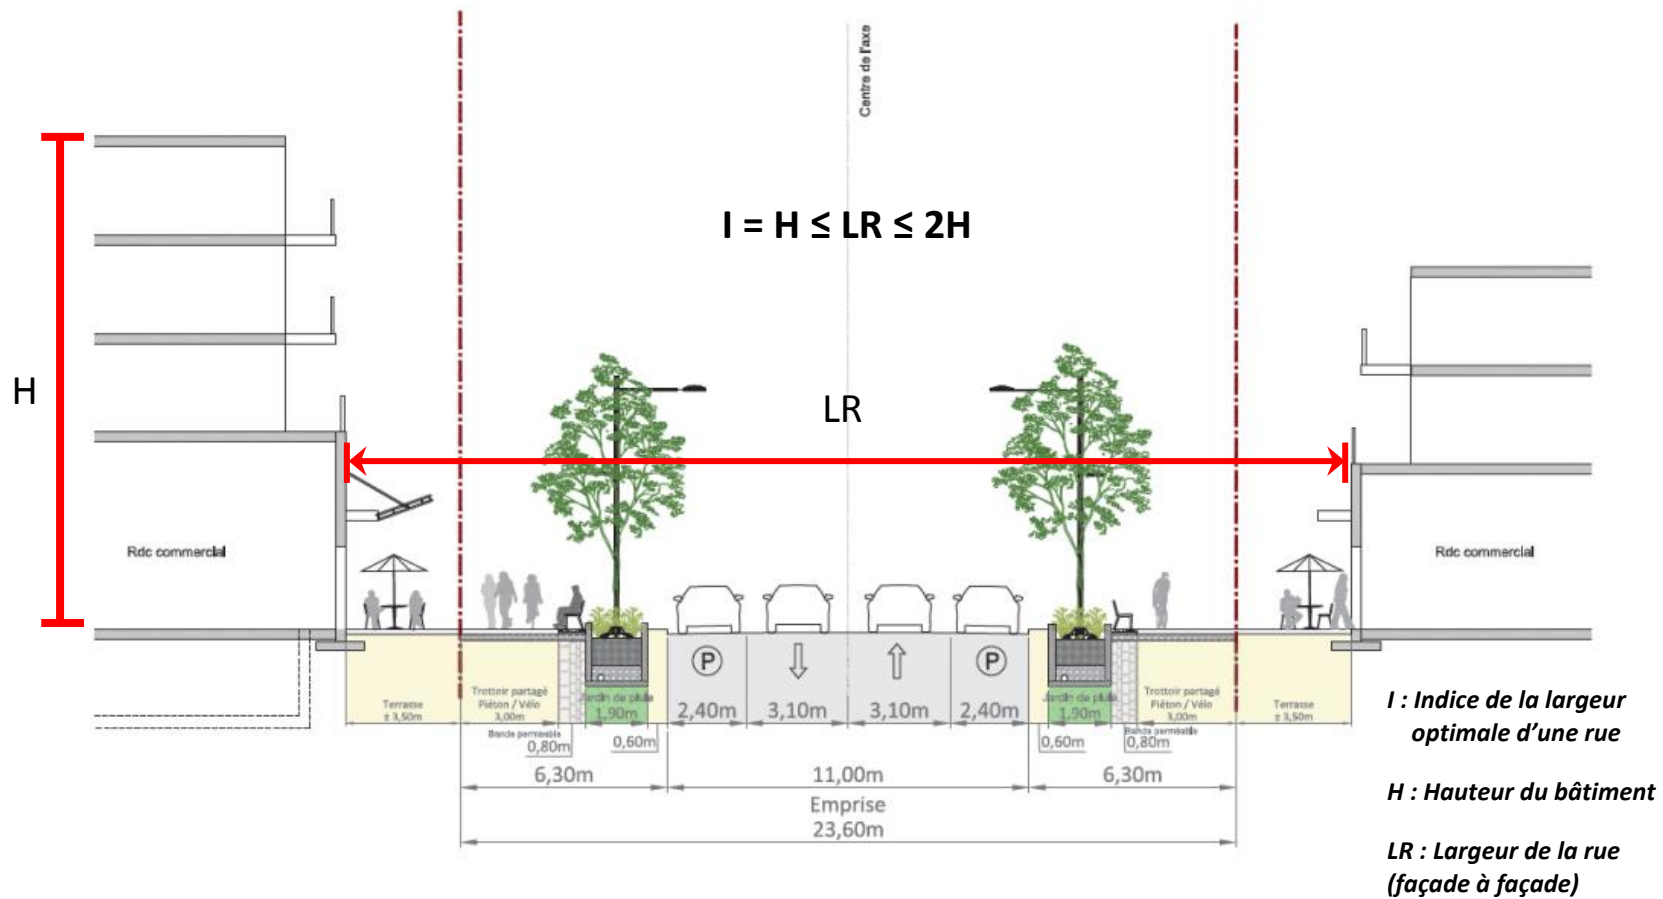 Centre de l'axe
I = H ≤ LR ≤ 2H
H
LR
Rdc commercial
Rdc commercial
P
P
Terrasse
± 3,50m
Trottoir partagé
Piéton / Vélo
3,00m
Bande perméable
0,80m
Jardin de pluie
1,90m
0,60m
2,40m
3,10m
3,10m
2,40m
Jardin de pluie
1,90m
0,60m
Trottoir partagé
Piéton / Vélo
3,00m
Bande perméable
0,80m
Terrasse
± 3,50m
6,30m
11,00m
6,30m
Emprise
23,60m
I : Indice de la largeur
optimale d'une rue
H : Hauteur du bâtiment
LR : Largeur de la rue
(façade à façade)